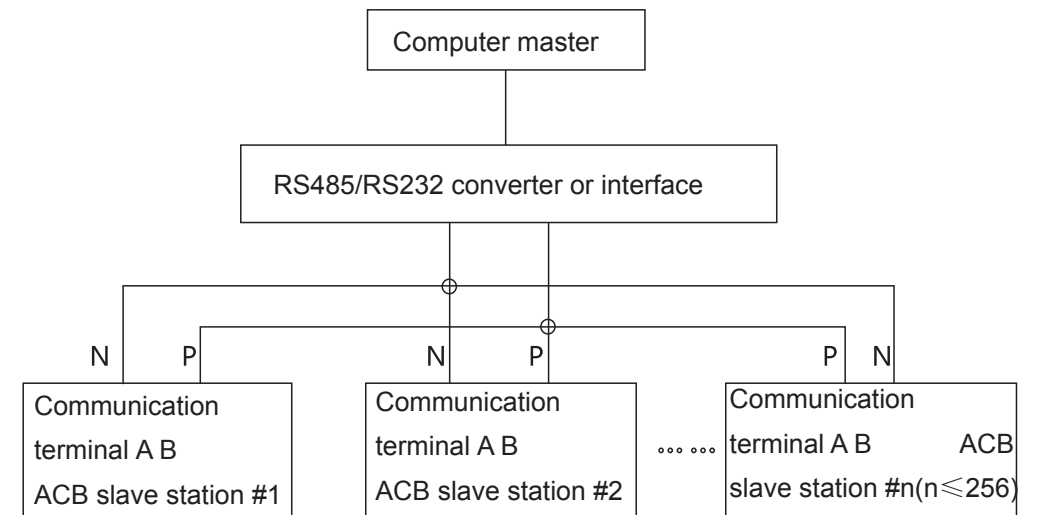 Computer master
RS485/RS232 converter or interface
N P N P P N
Communication
terminal A B
ACB slave station #1
Communication
terminal A B
ACB slave station #2
Communication
terminal A B ACB
slave station #n(n≤256)